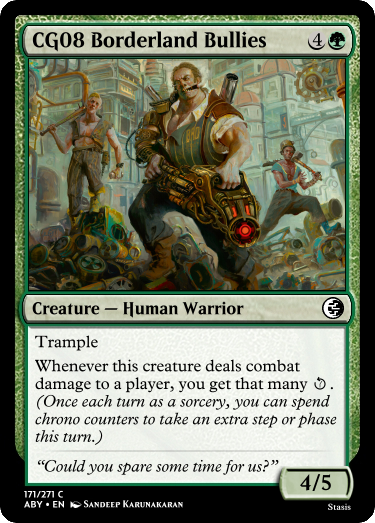 CG08 Borderland Bullies 4
Creature — Human Warrior
Trample
Whenever this creature deals combat
damage to a player, you get that many .
(Once each turn as a sorcery, you can spend
chrono counters to take an extra step or phase
this turn.)
“Could you spare some time for us?”
4/5
171/271 C
ABY • EN Sandeep Karunakaran
Stasis